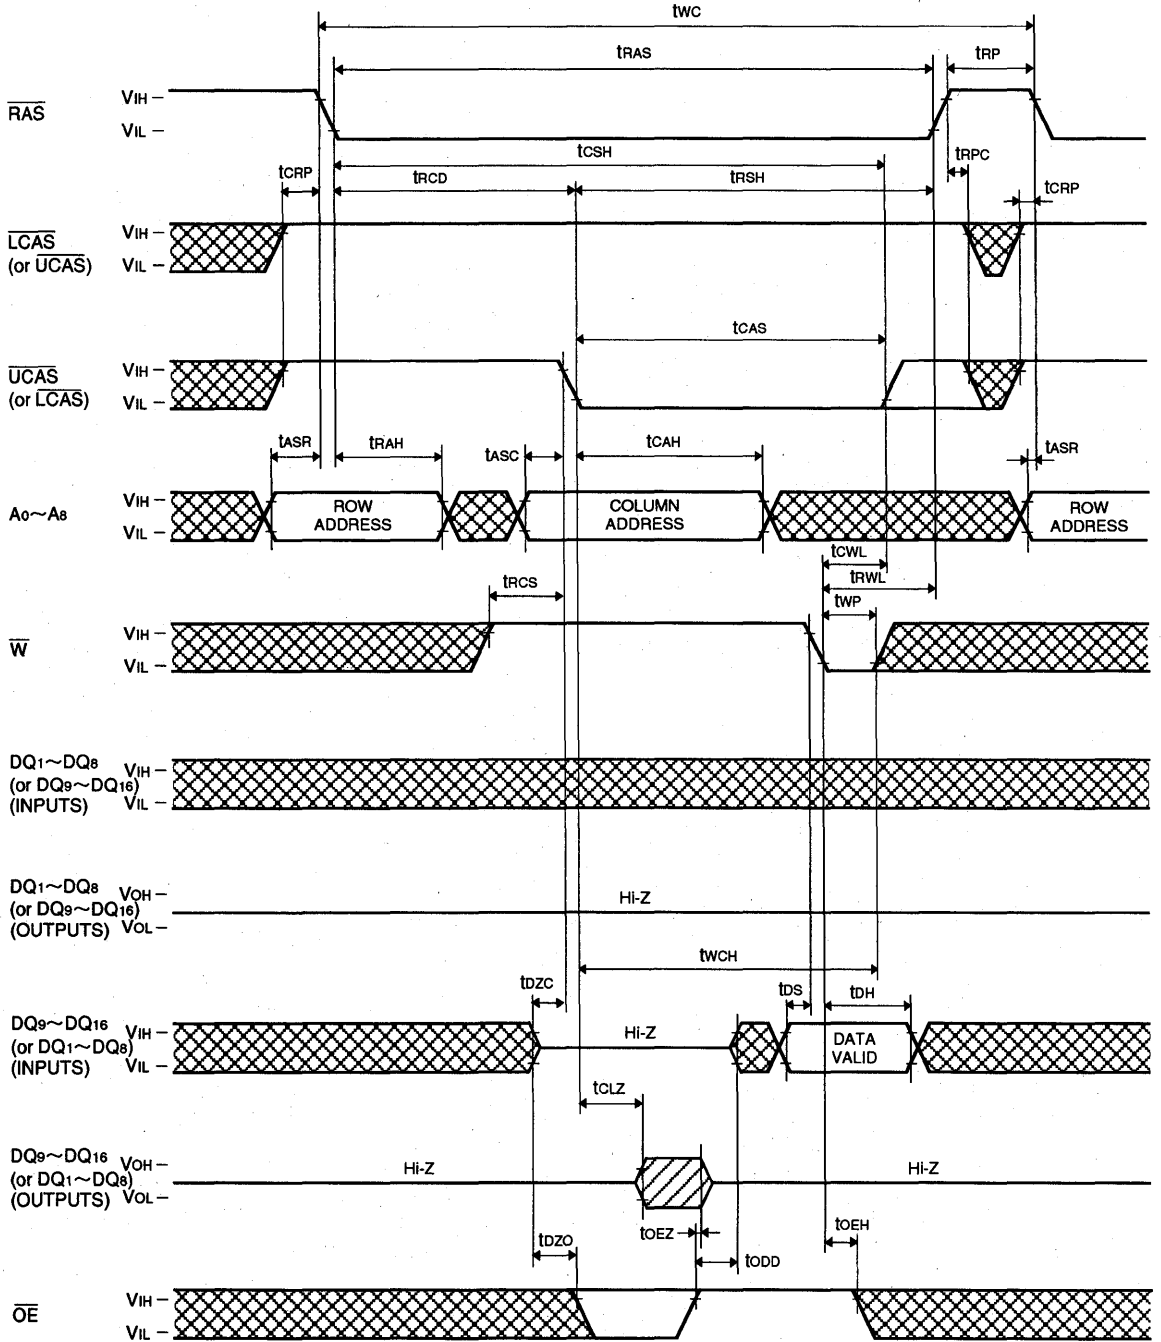 tWC
tRAS
tRP
RAS
VIH
VIL
tCSH
tRPC
tCRP
tRCD
tRSH
tCRP
LCAS
(or UCAS)
VIH
VIL
tCAS
UCAS
(or LCAS)
VIH
VIL
tASR
tRAH
tASC
tCAH
tASR
A0~A8
VIH
VIL
ROW
ADDRESS
COLUMN
ADDRESS
ROW
ADDRESS
tCWL
tRWL
tRCS
tWP
W
VIH
VIL
DQ1~DQ8
(or DQ9~DQ16)
(INPUTS)
VIH
VIL
DQ1~DQ8
(or DQ9~DQ16)
(OUTPUTS)
VOH
VOL
Hi-Z
tWCH
tDZC
tDS
tDH
DQ9~DQ16
(or DQ1~DQ8)
(INPUTS)
VIH
VIL
Hi-Z
DATA
VALID
tCLZ
DQ9~DQ16
(or DQ1~DQ8)
(OUTPUTS)
VOH
VOL
Hi-Z
Hi-Z
tOEZ
tOEH
tDZO
tODD
OE
VIH
VIL